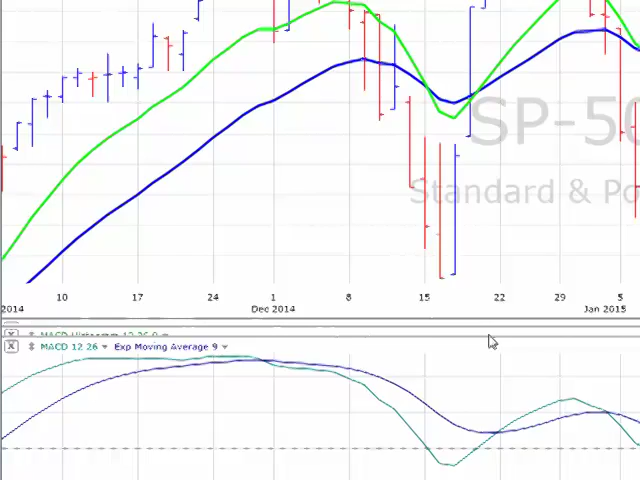 SP-50
Standard & Po
10 17 24 1 8 15 22 29 5
2014 Dec 2014 Jan 2015
MACD 12 26 Exp Moving Average 9